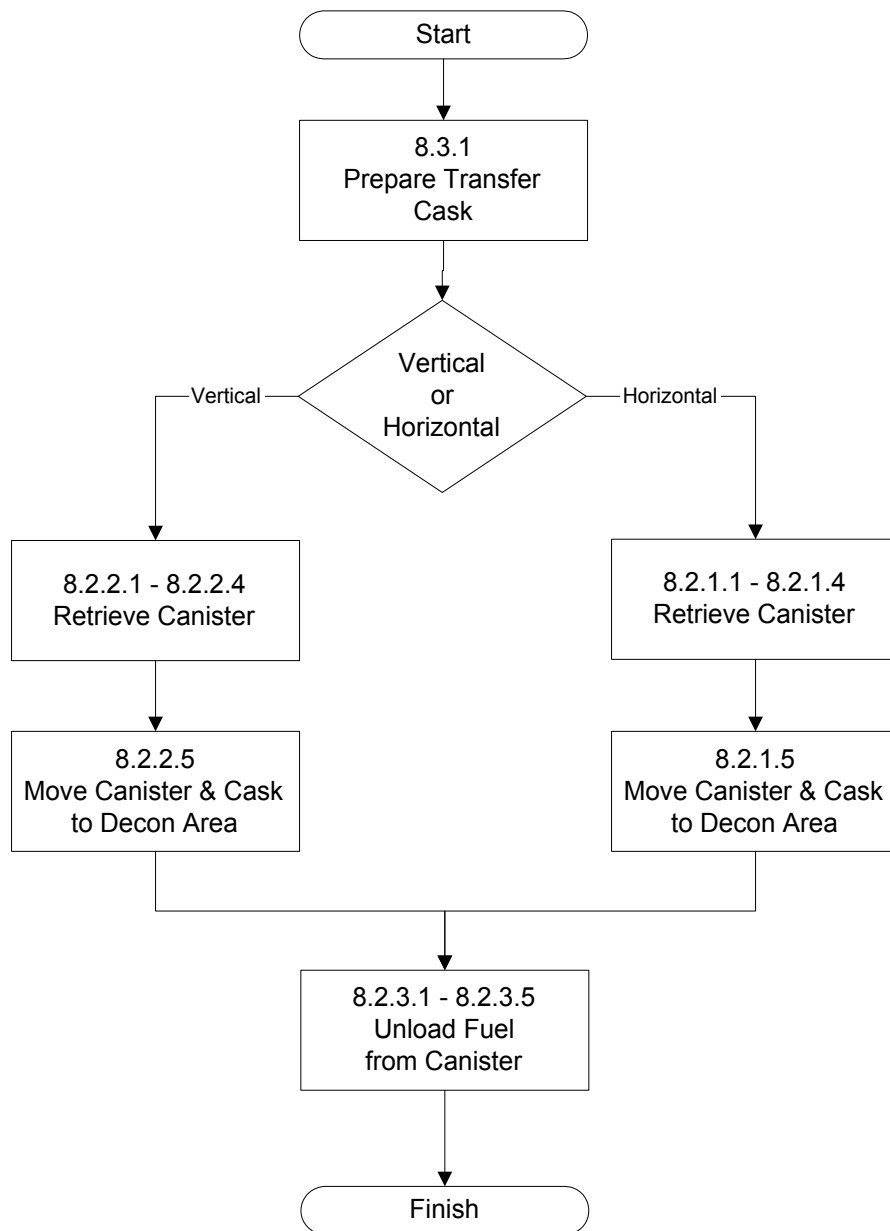 Start
8.3.1
Prepare Transfer
Cask
Vertical
or
Horizontal
Vertical
Horizontal
8.2.2.1 - 8.2.2.4
Retrieve Canister
8.2.1.1 - 8.2.1.4
Retrieve Canister
8.2.2.5
Move Canister & Cask
to Decon Area
8.2.1.5
Move Canister & Cask
to Decon Area
8.2.3.1 - 8.2.3.5
Unload Fuel
from Canister
Finish